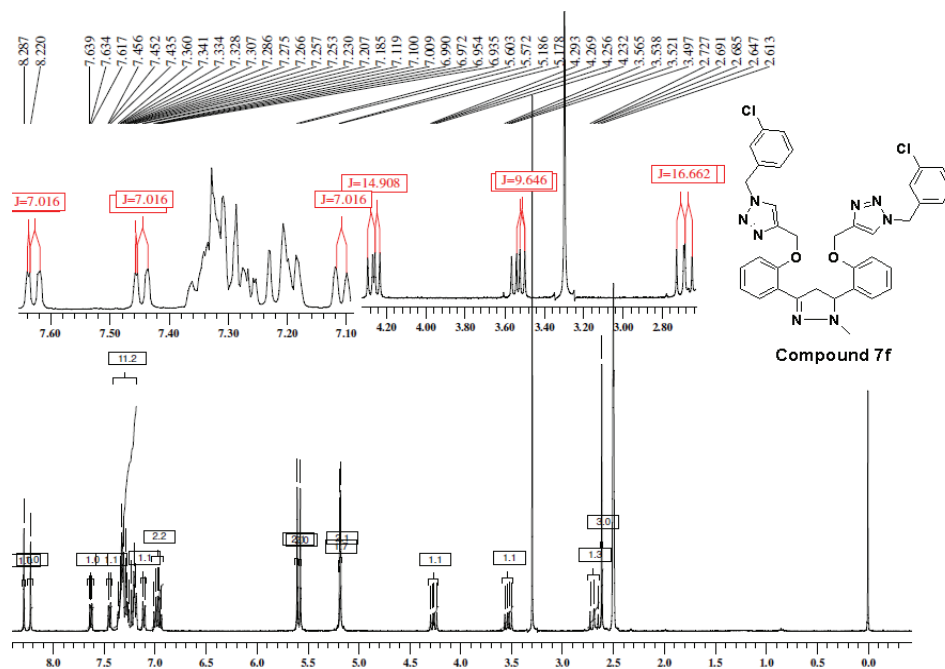 8.287 8.220 7.639 7.634 7.617 7.456 7.452 7.435 7.360 7.341 7.334 7.328 7.307 7.286 7.275 7.266 7.257 7.253 7.230 7.207 7.185 7.119 7.100 7.009 6.990 6.972 6.954 6.935 5.603 5.572 5.186 5.178 4.293 4.269 4.256 4.232 3.565 3.538 3.521 3.497 2.727 2.691 2.685 2.647 2.613
Cl
Cl
J=7.016 J=7.016 J=7.016 J=14.908 J=9.646 J=16.662
N
N N
N N N
O O
N N
7.60 7.50 7.40 7.30 7.20 7.10 4.20 4.00 3.80 3.60 3.40 3.20 3.00 2.80
Compound 7f
11.2
2.2
3.0
1.0 1.1 1.1 1.1 1.1 1.3
8.0 7.5 7.0 6.5 6.0 5.5 5.0 4.5 4.0 3.5 3.0 2.5 2.0 1.5 1.0 0.5 0.0